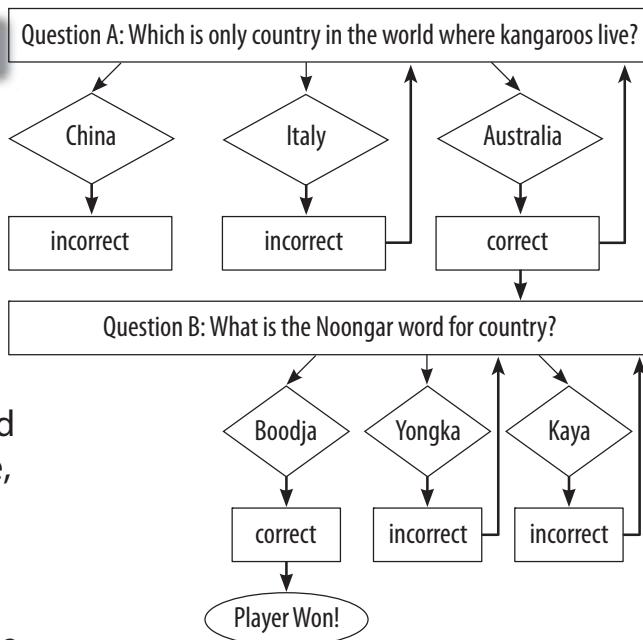 Question A: Which is only country in the world where kangaroos live?
China
Italy
Australia
incorrect
incorrect
correct
Question B: What is the Noongar word for country?
Boodja
Yongka
Kaya
correct
incorrect
incorrect
Player Won!